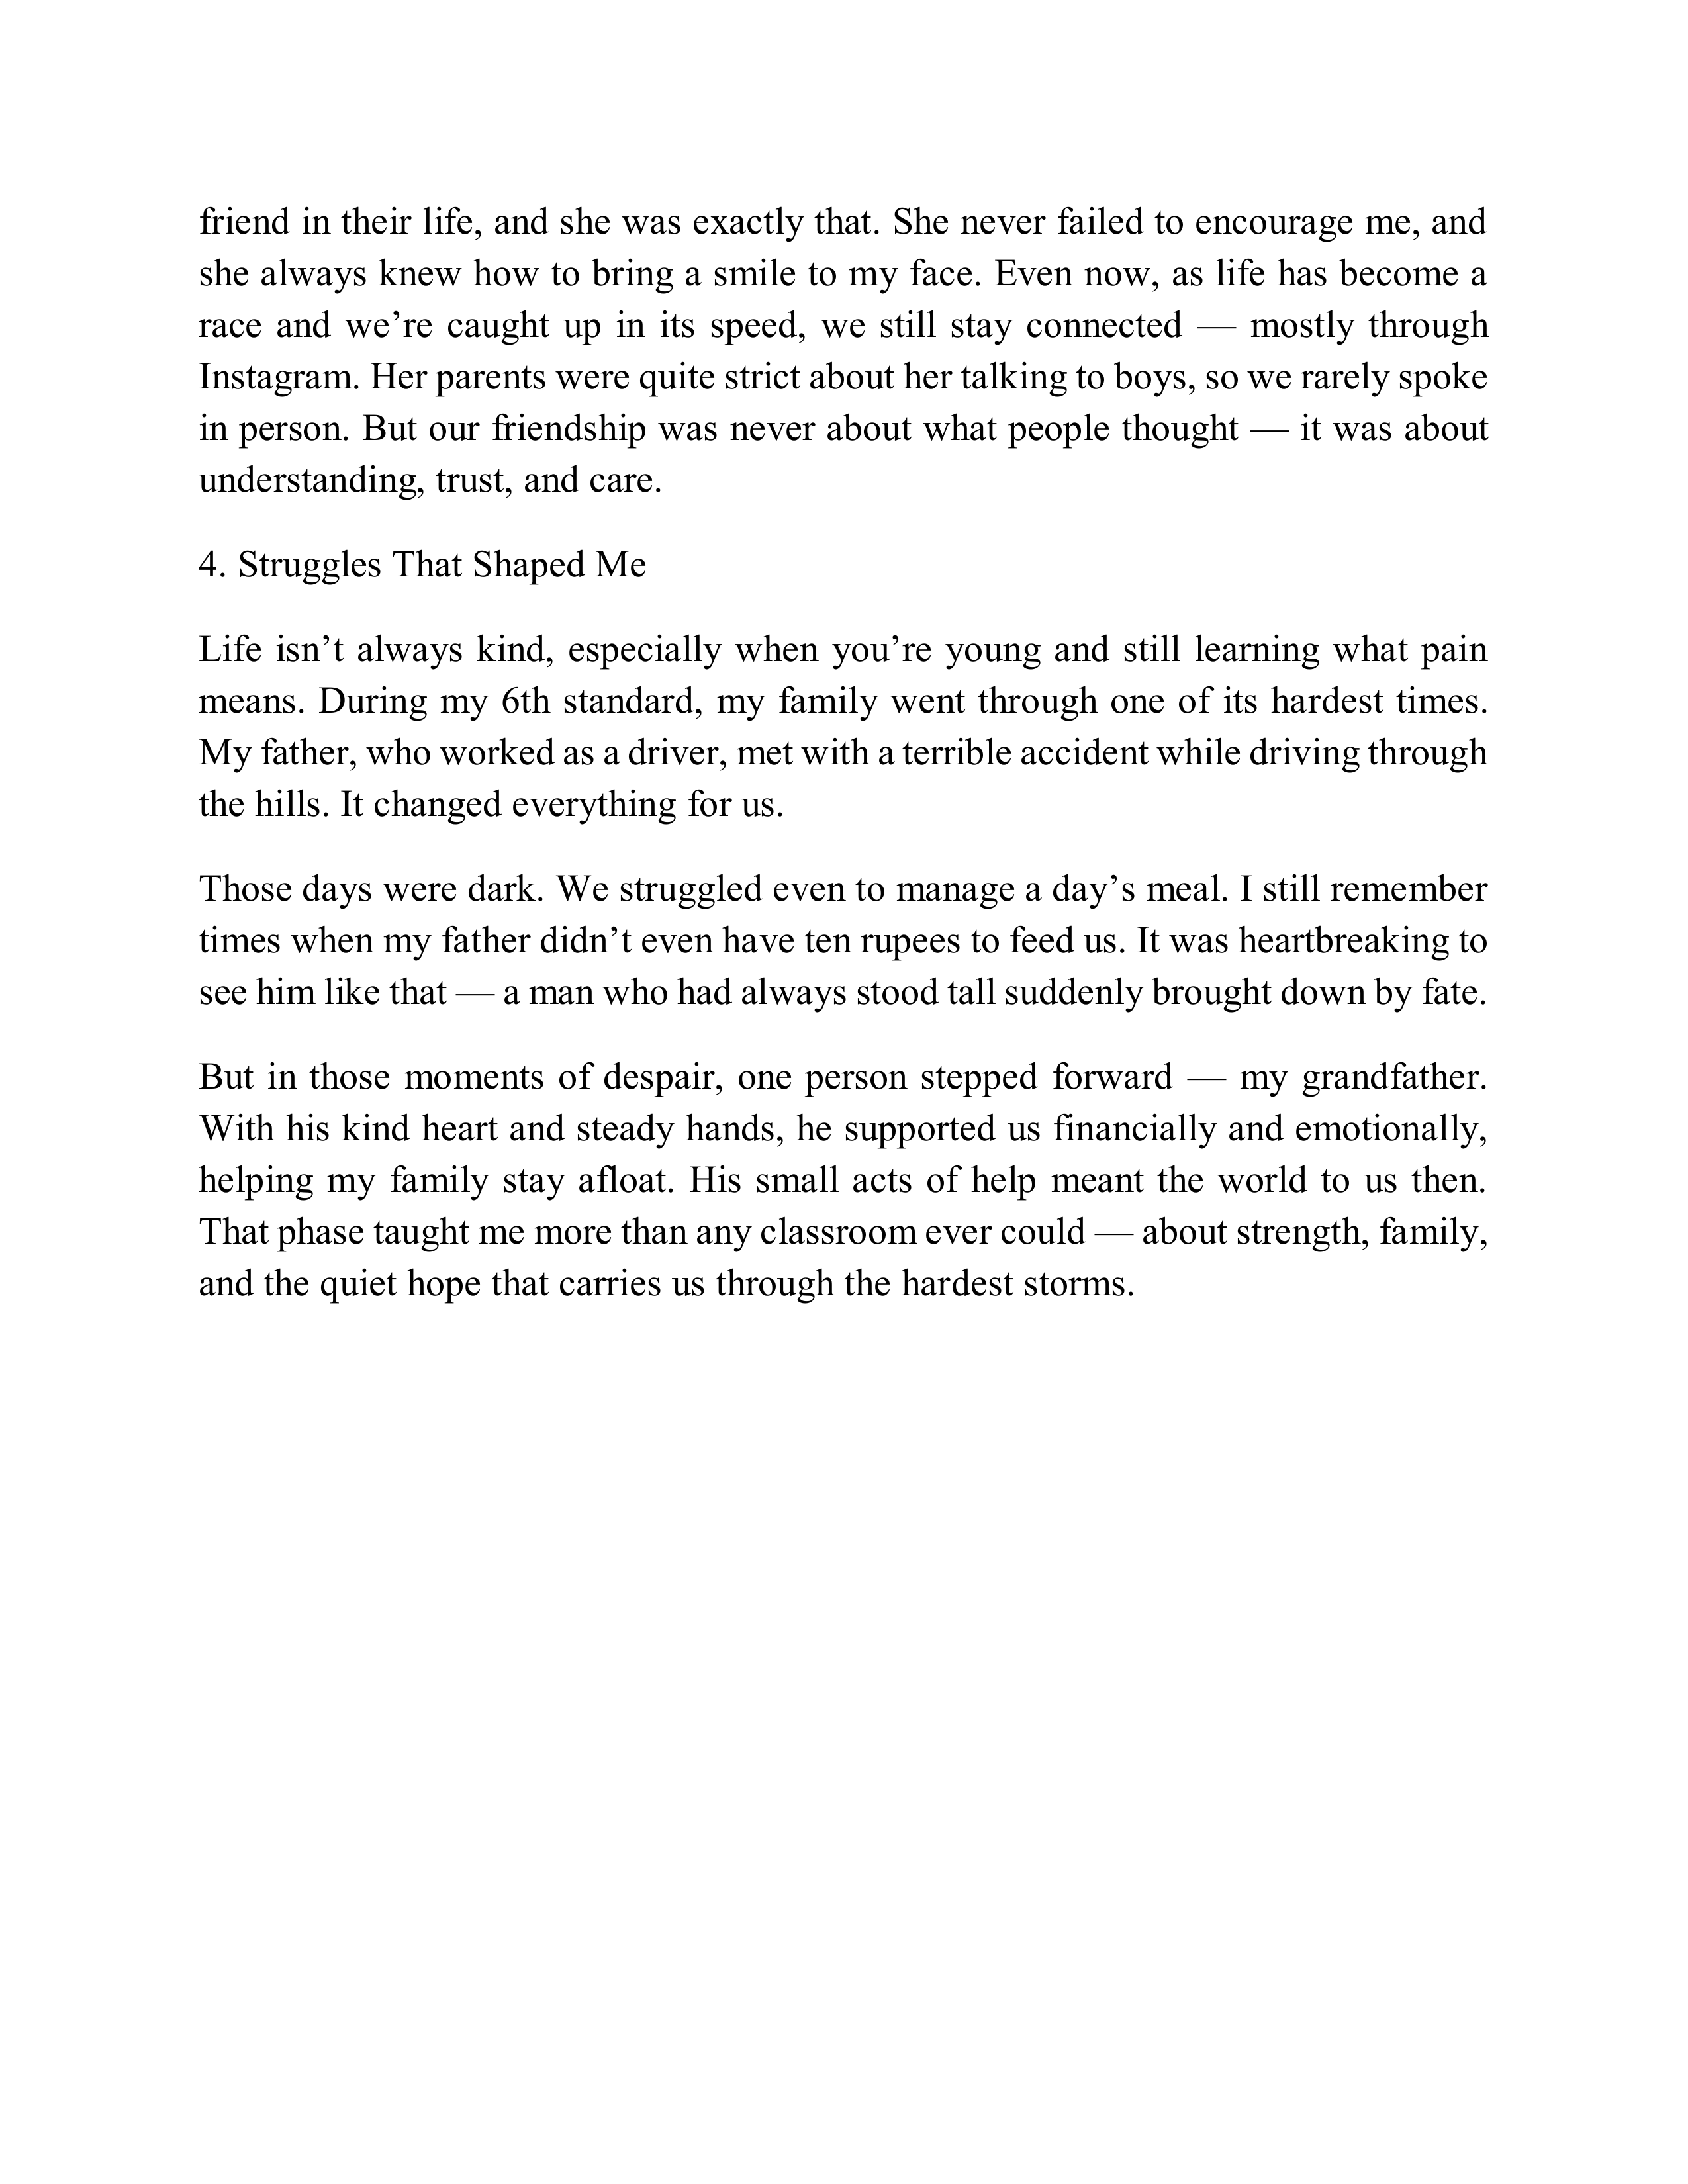 friend in their life, and she was exactly that. She never failed to encourage me, and
she always knew how to bring a smile to my face. Even now, as life has become a
race and we’re caught up in its speed, we still stay connected — mostly through
Instagram. Her parents were quite strict about her talking to boys, so we rarely spoke
in person. But our friendship was never about what people thought — it was about
understanding, trust, and care.
4. Struggles That Shaped Me
Life isn’t always kind, especially when you’re young and still learning what pain
means. During my 6th standard, my family went through one of its hardest times.
My father, who worked as a driver, met with a terrible accident while driving through
the hills. It changed everything for us.
Those days were dark. We struggled even to manage a day’s meal. I still remember
times when my father didn’t even have ten rupees to feed us. It was heartbreaking to
see him like that — a man who had always stood tall suddenly brought down by fate.
But in those moments of despair, one person stepped forward — my grandfather.
With his kind heart and steady hands, he supported us financially and emotionally,
helping my family stay afloat. His small acts of help meant the world to us then.
That phase taught me more than any classroom ever could — about strength, family,
and the quiet hope that carries us through the hardest storms.